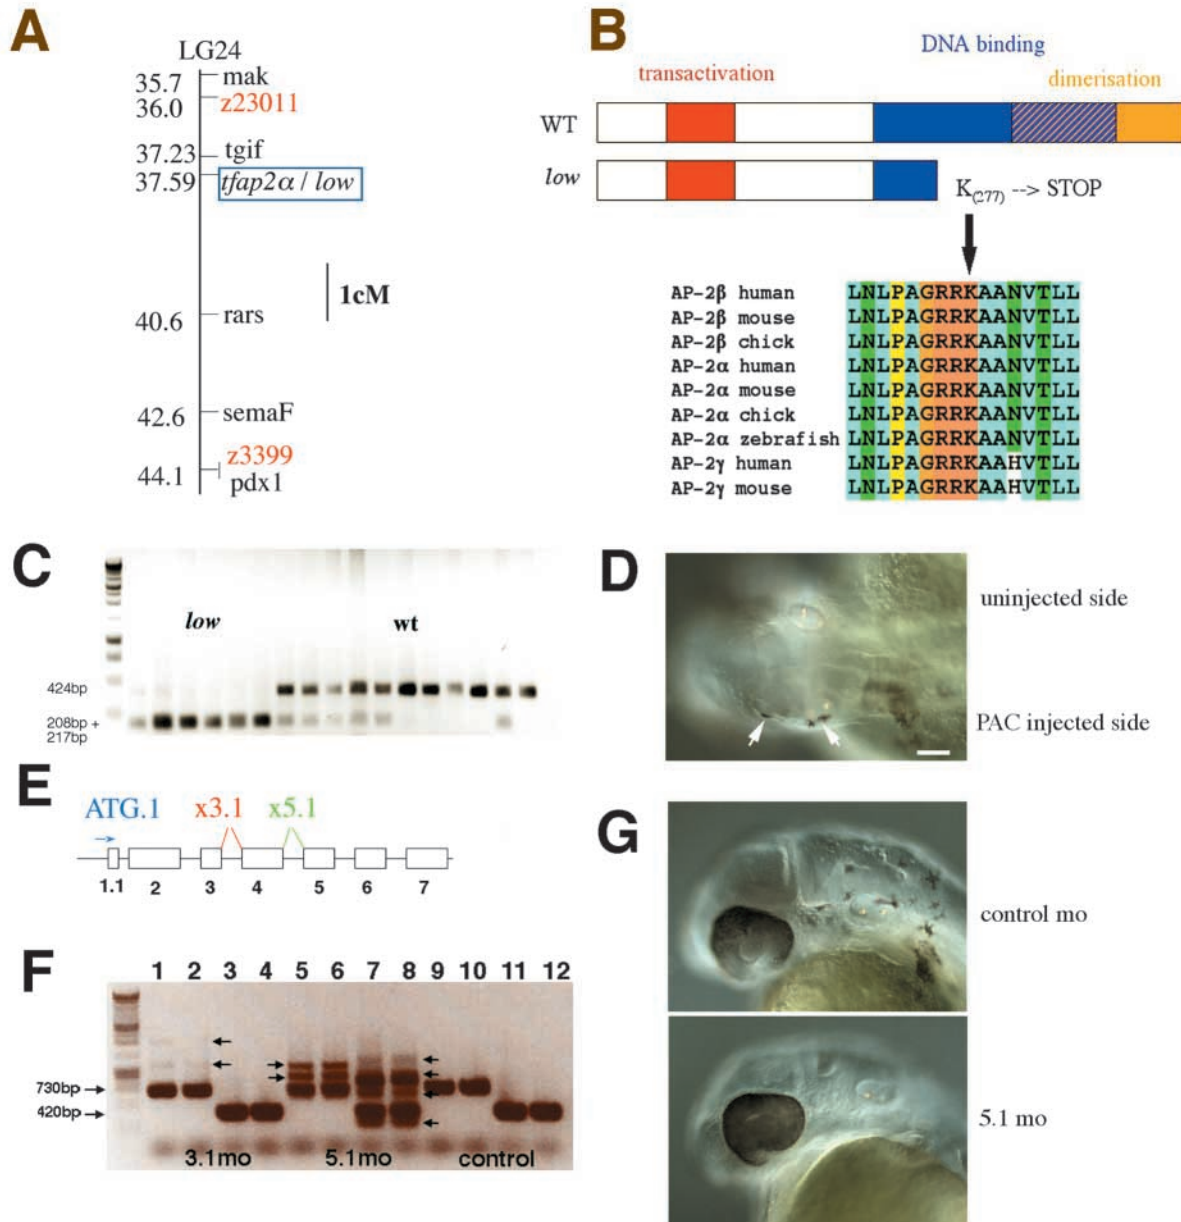 A
LG24
35.7 mak
36.0 z23011
37.23 tgif
37.59 tfap2α / low
1cM
40.6 rars
42.6 semaF
z3399
44.1 pdx1
B
DNA binding
transactivation
dimerisation
WT
low
K(277) --> STOP
AP-2β human LNLPAGRRKAANVTLL
AP-2β mouse LNLPAGRRKAANVTLL
AP-2β chick LNLPAGRRKAANVTLL
AP-2α human LNLPAGRRKAANVTLL
AP-2α mouse LNLPAGRRKAANVTLL
AP-2α chick LNLPAGRRKAANVTLL
AP-2α zebrafish LNLPAGRRKAANVTLL
AP-2γ human LNLPAGRRKAAHVTLL
AP-2γ mouse LNLPAGRRKAAHVTLL
C
low wt
424bp
208bp +
217bp
D
uninjected side
PAC injected side
E
ATG.1 x3.1 x5.1
1.1 2 3 4 5 6 7
F
1 2 3 4 5 6 7 8 9 10 11 12
730bp
420bp
3.1mo 5.1mo control
G
control mo
5.1 mo